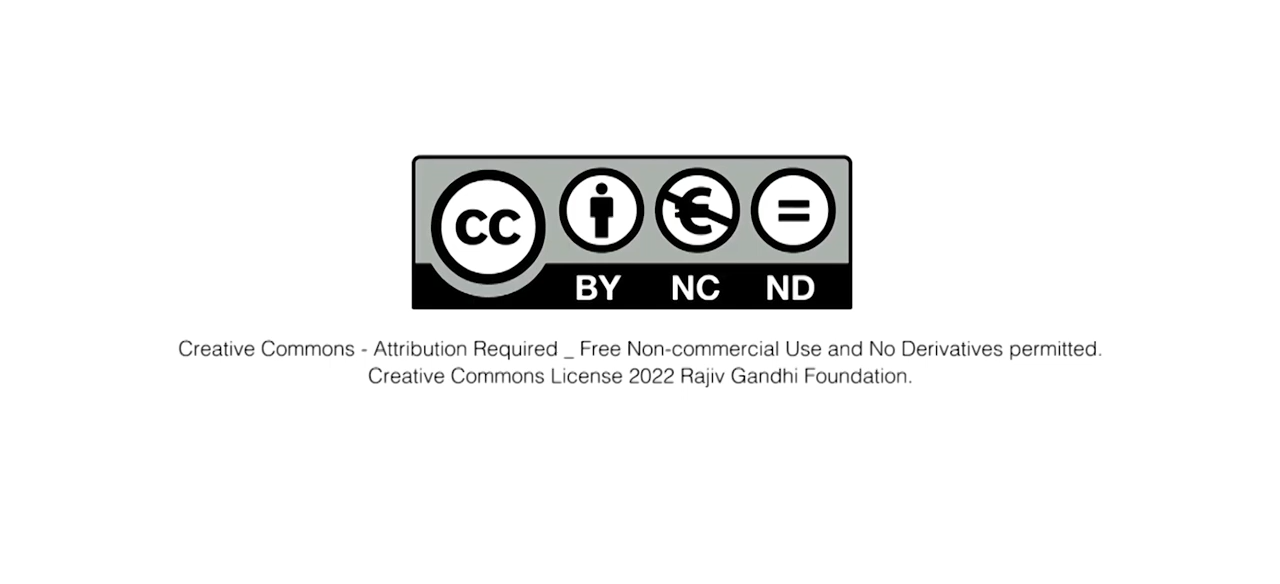 CC
BY NC ND
Creative Commons - Attribution Required _ Free Non-commercial Use and No Derivatives permitted.
Creative Commons License 2022 Rajiv Gandhi Foundation.